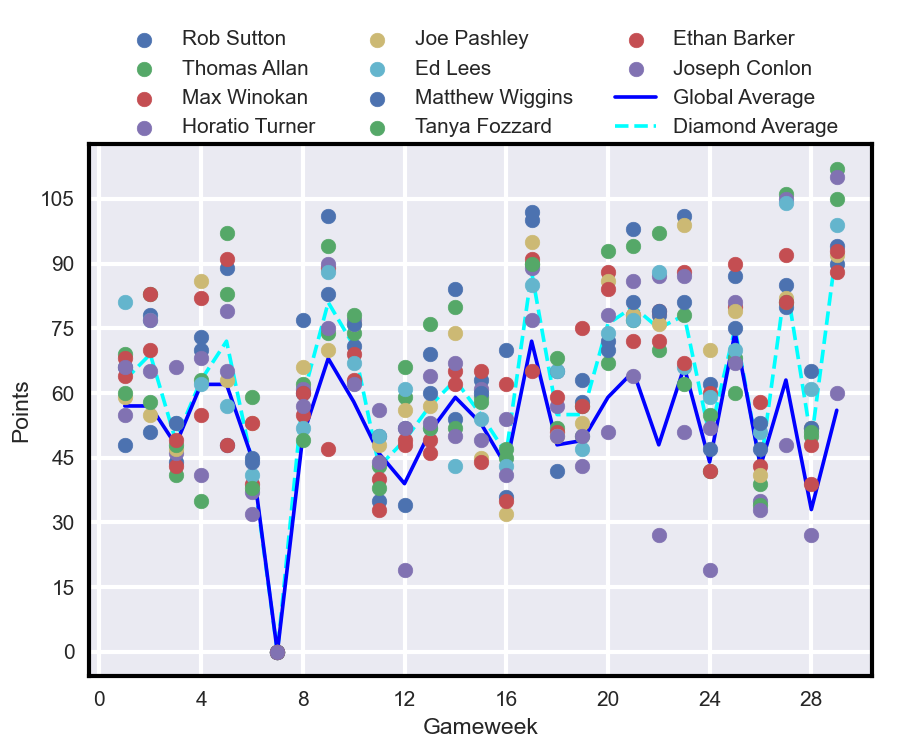 Rob Sutton
Thomas Allan
Max Winokan
Horatio Turner
Joe Pashley
Ed Lees
Matthew Wiggins
Tanya Fozzard
Ethan Barker
Joseph Conlon
Global Average
Diamond Average
105
90
75
60
45
30
15
0
Points
0 4 8 12 16 20 24 28
Gameweek